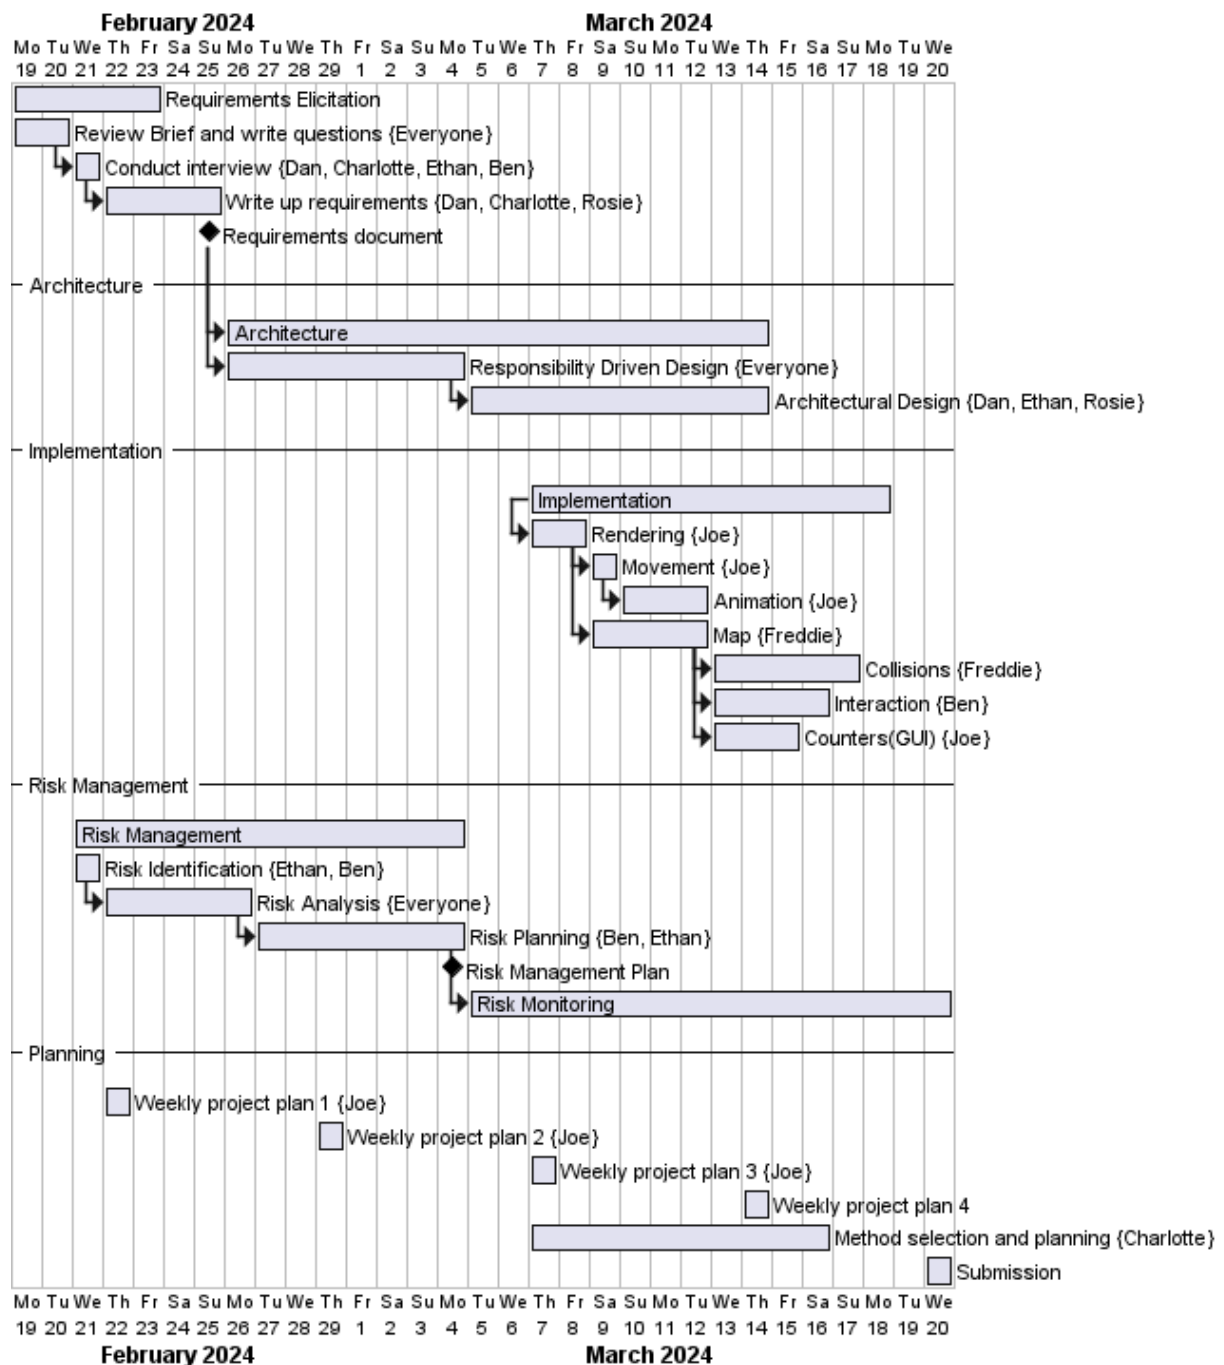 February 2024 March 2024
Mo Tu We Th Fr Sa Su Mo Tu We Th Fr Sa Su Mo Tu We Th Fr Sa Su Mo Tu We Th Fr Sa Su Mo Tu We
19 20 21 22 23 24 25 26 27 28 29 1 2 3 4 5 6 7 8 9 10 11 12 13 14 15 16 17 18 19 20
Requirements Elicitation
Review Brief and write questions {Everyone}
Conduct interview {Dan, Charlotte, Ethan, Ben}
Write up requirements {Dan, Charlotte, Rosie}
Requirements document
Architecture
Architecture
Responsibility Driven Design {Everyone}
Architectural Design {Dan, Ethan, Rosie}
Implementation
Implementation
Rendering {Joe}
Movement {Joe}
Animation {Joe}
Map {Freddie}
Collisions {Freddie}
Interaction {Ben}
Counters(GUI) {Joe}
Risk Management
Risk Management
Risk Identification {Ethan, Ben}
Risk Analysis {Everyone}
Risk Planning {Ben, Ethan}
Risk Management Plan
Risk Monitoring
Planning
Weekly project plan 1 {Joe}
Weekly project plan 2 {Joe}
Weekly project plan 3 {Joe}
Weekly project plan 4
Method selection and planning {Charlotte}
Submission
Mo Tu We Th Fr Sa Su Mo Tu We Th Fr Sa Su Mo Tu We Th Fr Sa Su Mo Tu We Th Fr Sa Su Mo Tu We
19 20 21 22 23 24 25 26 27 28 29 1 2 3 4 5 6 7 8 9 10 11 12 13 14 15 16 17 18 19 20
February 2024 March 2024